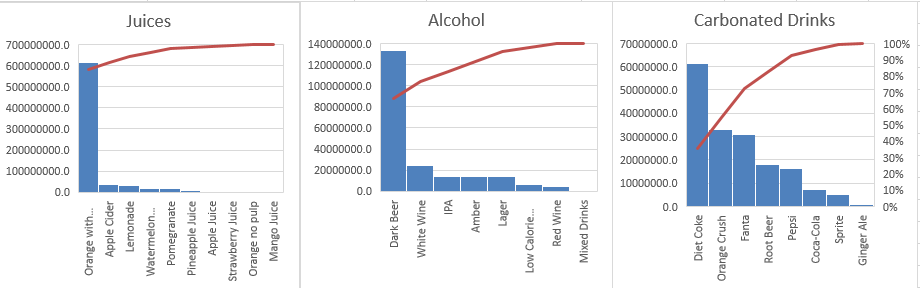 Juices
700000000.0
600000000.0
500000000.0
400000000.0
300000000.0
200000000.0
100000000.0
0.0
Orange with...
Apple Cider
Lemonade
Watermelon...
Pomegranate
Pineapple Juice
Apple Juice
Strawberry Juice
Orange no pulp
Mango Juice
Alcohol
140000000.0
120000000.0
100000000.0
80000000.0
60000000.0
40000000.0
20000000.0
0.0
Dark Beer
White Wine
IPA
Amber
Lager
Low Calorie...
Red Wine
Mixed Drinks
Carbonated Drinks
70000000.0
60000000.0
50000000.0
40000000.0
30000000.0
20000000.0
10000000.0
0.0
Diet Coke
Orange Crush
Fanta
Root Beer
Pepsi
Coca-Cola
Sprite
Ginger Ale
100%
90%
80%
70%
60%
50%
40%
30%
20%
10%
0%